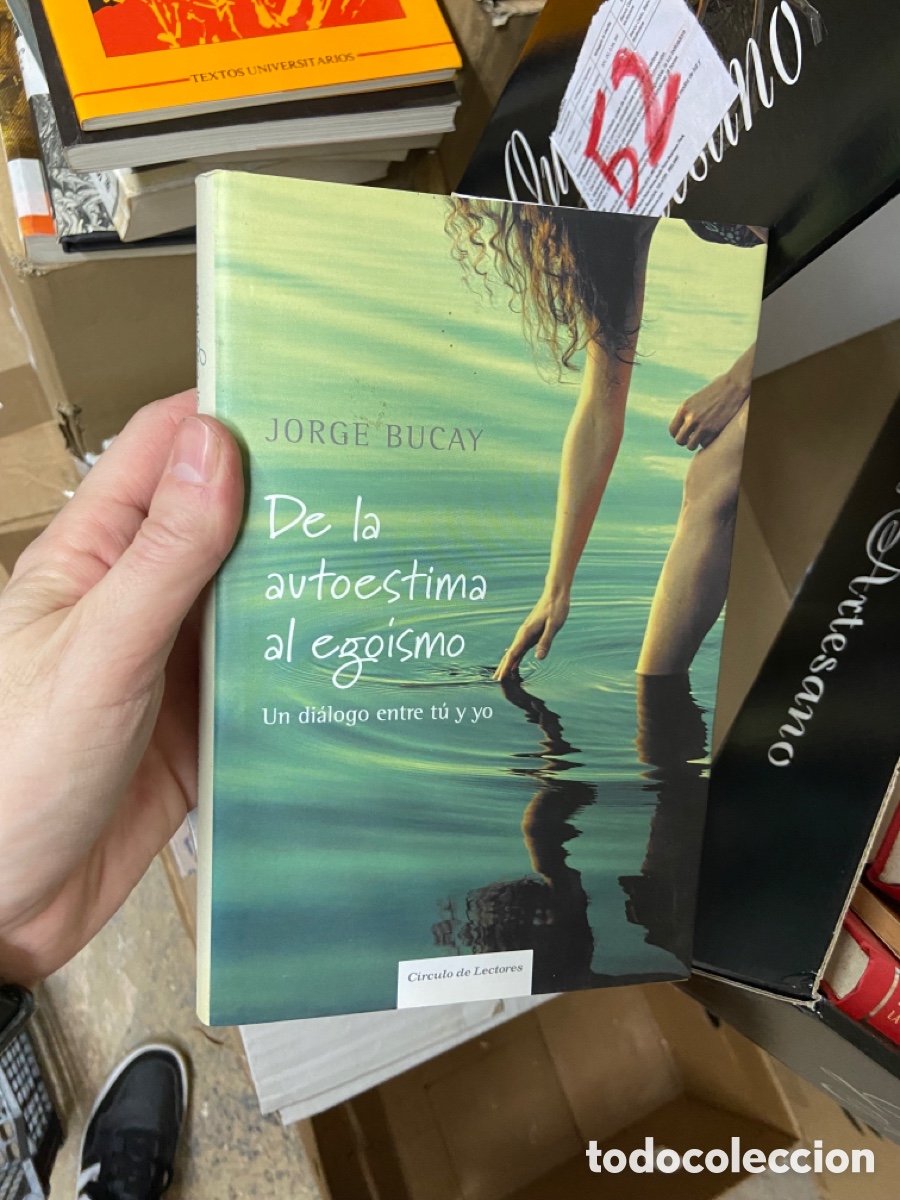 TEXTOS UNIVERSITARIOS
52
JORGE BUCAY
De la
autoestima
al egoísmo
Un diálogo entre tú y yo
Círculo de Lectores
Artesano
todocoleccion